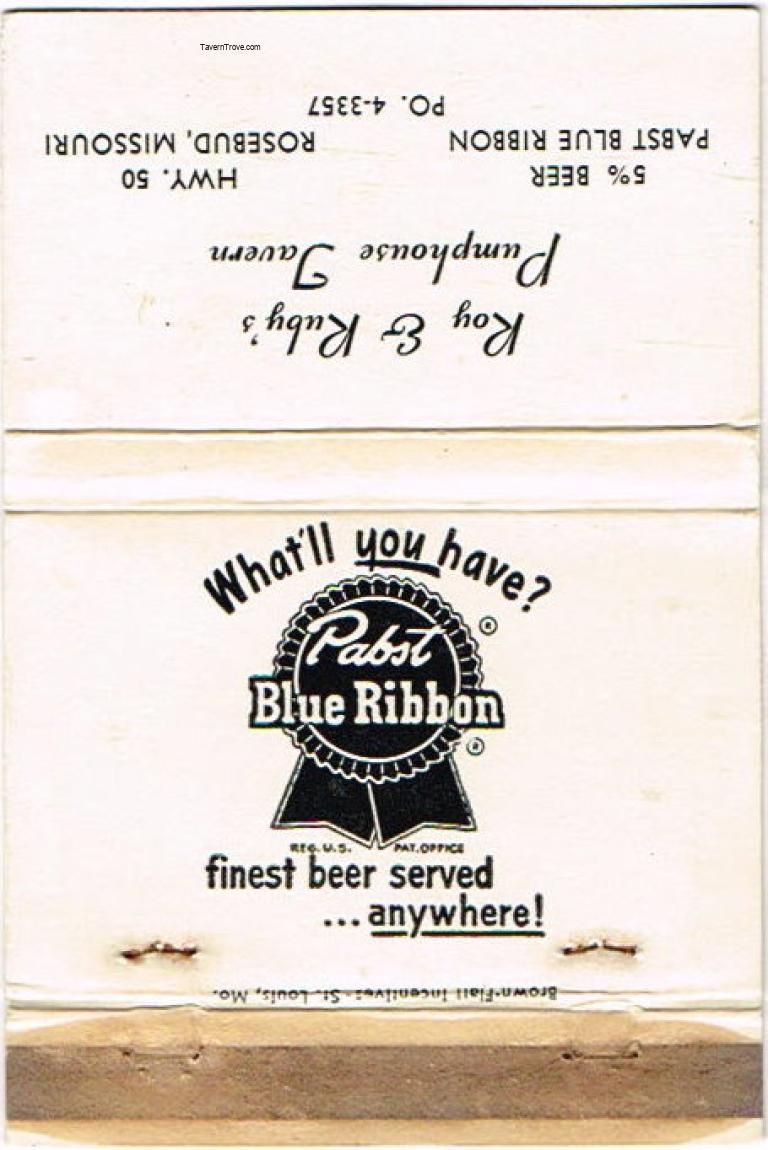 TavernTrove.com
Roy & Ruby's
Pumphouse Tavern
5% BEER HWY. 50
PABST BLUE RIBBON ROSEBUD, MISSOURI
PO. 4-3357
What'll you have?
Pabst ®
Blue Ribbon
®
REG. U.S. PAT. OFFICE
finest beer served
... anywhere!
Brown-Flall Incentives - St. Louis, Mo.